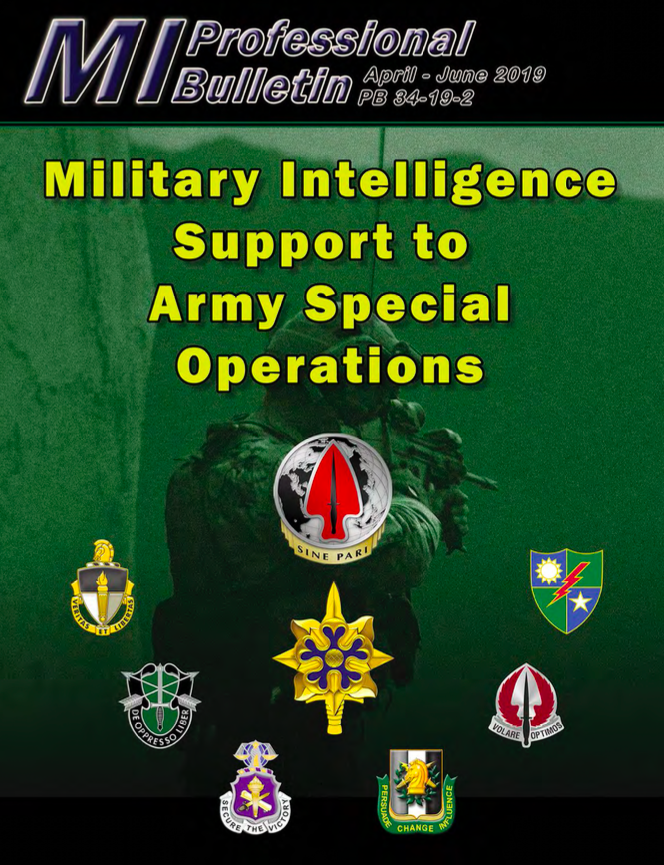 MI Professional
Bulletin April - June 2019
PB 34-19-2
Military Intelligence
Support to
Army Special
Operations
SINE PARI
VERITAS ET LIBERTAS
DE OPPRESSO LIBER
VOLARE OPTIMOS
SECURE THE VICTORY
PERSUADE CHANGE INFLUENCE